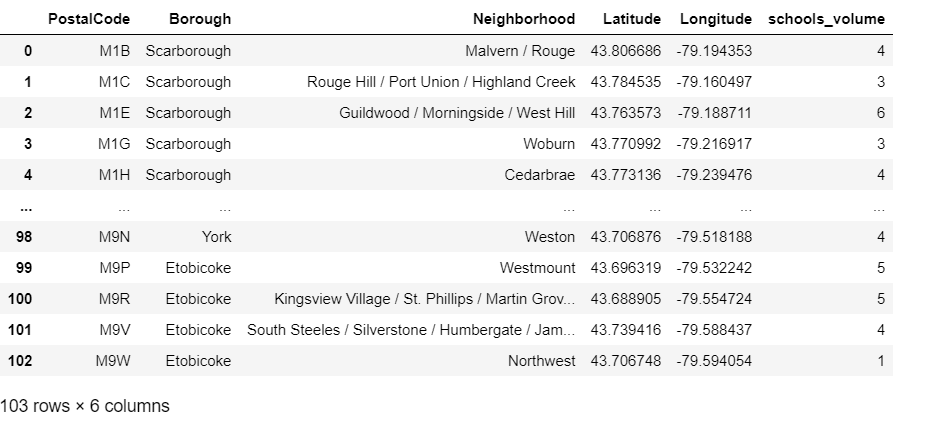 PostalCode Borough Neighborhood Latitude Longitude schools_volume
0 M1B Scarborough Malvern / Rouge 43.806686 -79.194353 4
1 M1C Scarborough Rouge Hill / Port Union / Highland Creek 43.784535 -79.160497 3
2 M1E Scarborough Guildwood / Morningside / West Hill 43.763573 -79.188711 6
3 M1G Scarborough Woburn 43.770992 -79.216917 3
4 M1H Scarborough Cedarbrae 43.773136 -79.239476 4
... ... ... ... ... ... ...
98 M9N York Weston 43.706876 -79.518188 4
99 M9P Etobicoke Westmount 43.696319 -79.532242 5
100 M9R Etobicoke Kingsview Village / St. Phillips / Martin Grov... 43.688905 -79.554724 5
101 M9V Etobicoke South Steeles / Silverstone / Humbergate / Jam... 43.739416 -79.588437 4
102 M9W Etobicoke Northwest 43.706748 -79.594054 1
103 rows × 6 columns